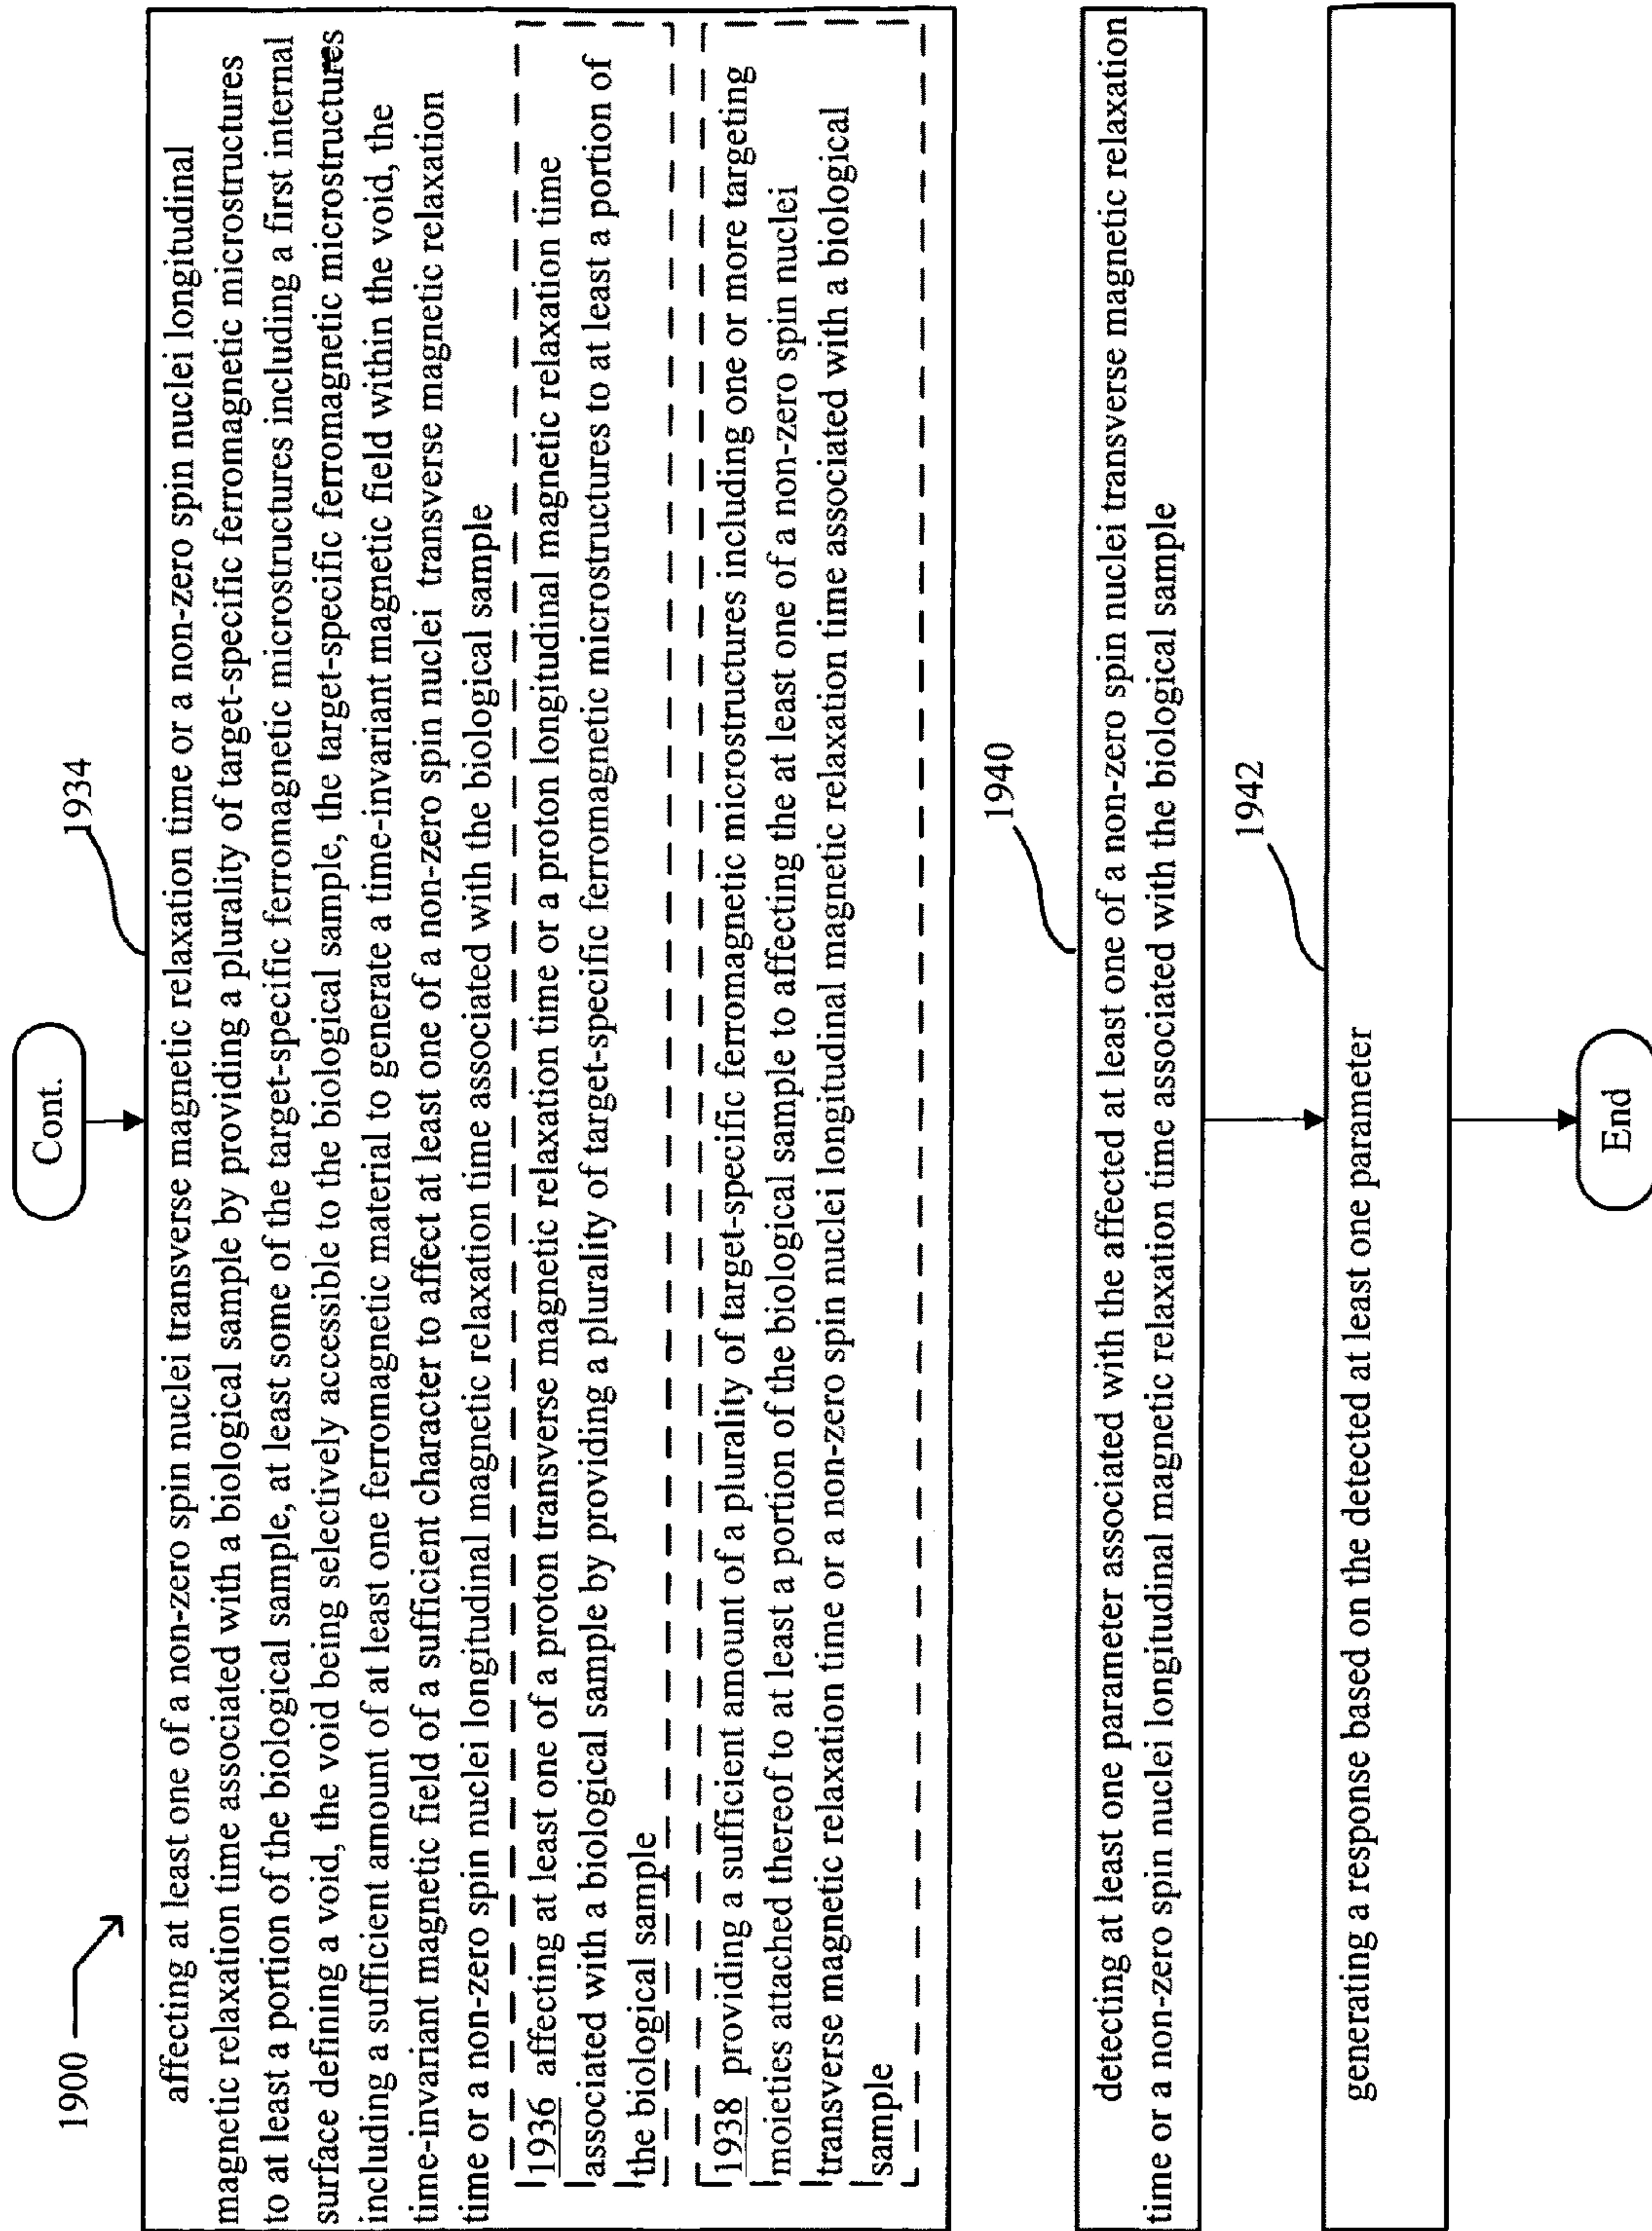 1900
Cont.
1934
affecting at least one of a non-zero spin nuclei transverse magnetic relaxation time or a non-zero spin nuclei longitudinal
magnetic relaxation time associated with a biological sample by providing a plurality of target-specific ferromagnetic microstructures
to at least a portion of the biological sample, at least some of the target-specific ferromagnetic microstructures including a first internal
surface defining a void, the void being selectively accessible to the biological sample, the target-specific ferromagnetic microstructures
including a sufficient amount of at least one ferromagnetic material to generate a time-invariant magnetic field within the void, the
time-invariant magnetic field of a sufficient character to affect at least one of a non-zero spin nuclei transverse magnetic relaxation
time or a non-zero spin nuclei longitudinal magnetic relaxation time associated with the biological sample
1936 affecting at least one of a proton transverse magnetic relaxation time or a proton longitudinal magnetic relaxation time
associated with a biological sample by providing a plurality of target-specific ferromagnetic microstructures to at least a portion of
the biological sample
1938 providing a sufficient amount of a plurality of target-specific ferromagnetic microstructures including one or more targeting
moieties attached thereof to at least a portion of the biological sample to affecting the at least one of a non-zero spin nuclei
transverse magnetic relaxation time or a non-zero spin nuclei longitudinal magnetic relaxation time associated with a biological
sample
1940
detecting at least one parameter associated with the affected at least one of a non-zero spin nuclei transverse magnetic relaxation
time or a non-zero spin nuclei longitudinal magnetic relaxation time associated with the biological sample
1942
generating a response based on the detected at least one parameter
End